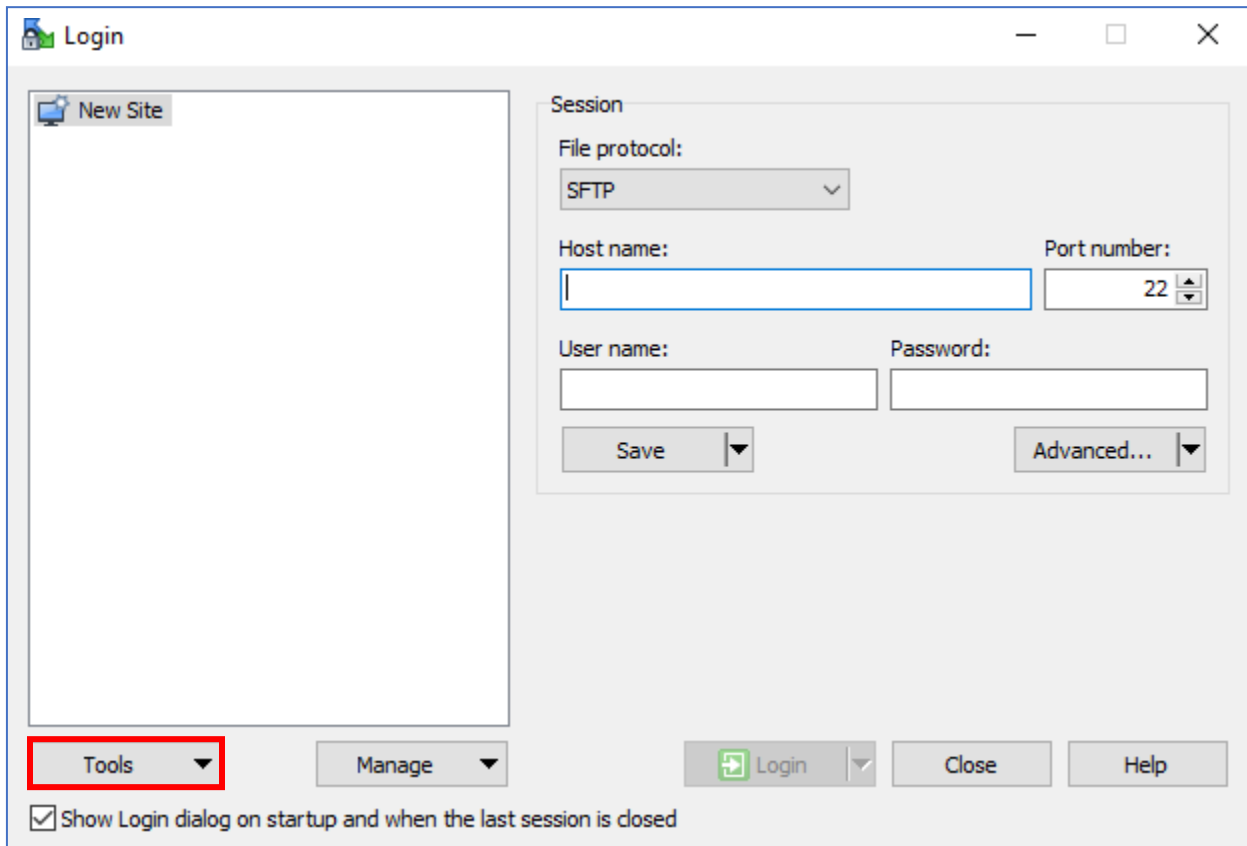 Login
New Site
Session
File protocol:
SFTP
Host name:
Port number:
22
User name:
Password:
Save
Advanced...
Tools
Manage
Login
Close
Help
Show Login dialog on startup and when the last session is closed